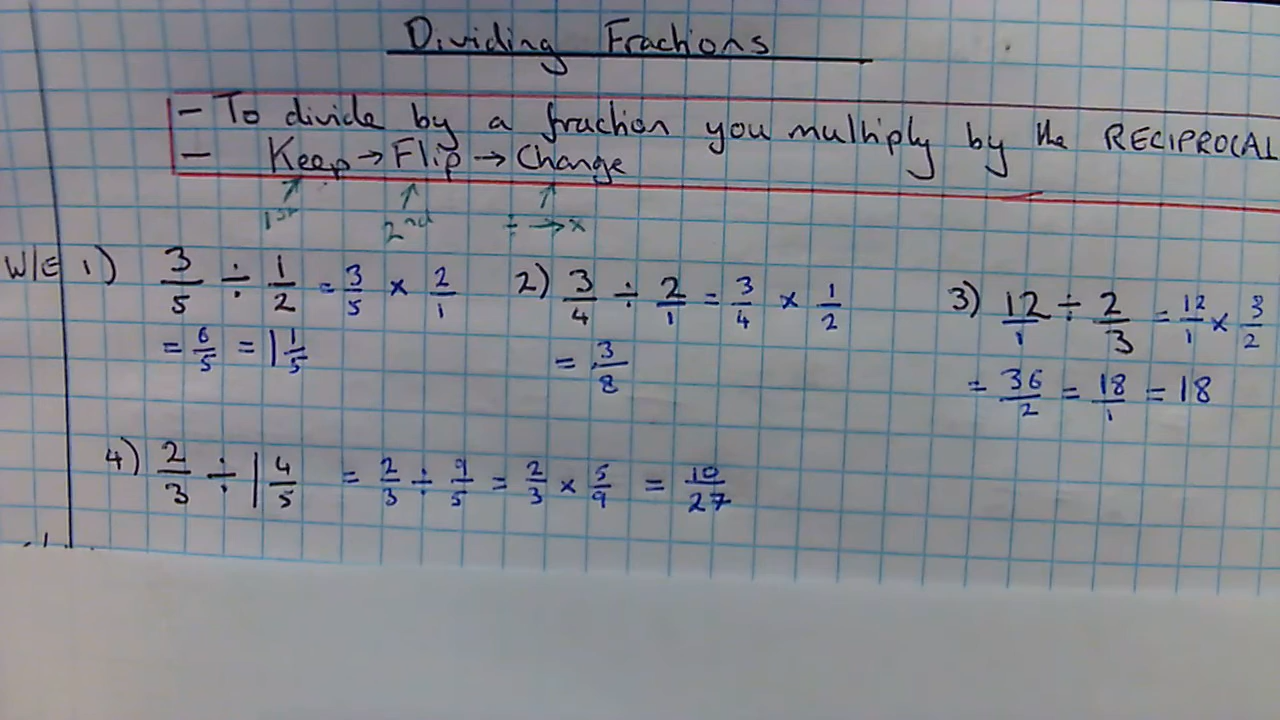 Dividing Fractions
- To divide by a fraction you multiply by the RECIPROCAL
- Keep → Flip → Change
1st 2nd ÷ → x
W/E 1) 3/5 ÷ 1/2 = 3/5 × 2/1
= 6/5 = 1 1/5
2) 3/4 ÷ 2/1 = 3/4 × 1/2
= 3/8
3) 12/1 ÷ 2/3 = 12/1 × 3/2
= 36/2 = 18/1 = 18
4) 2/3 ÷ 1 4/5 = 2/3 ÷ 9/5 = 2/3 × 5/9 = 10/27